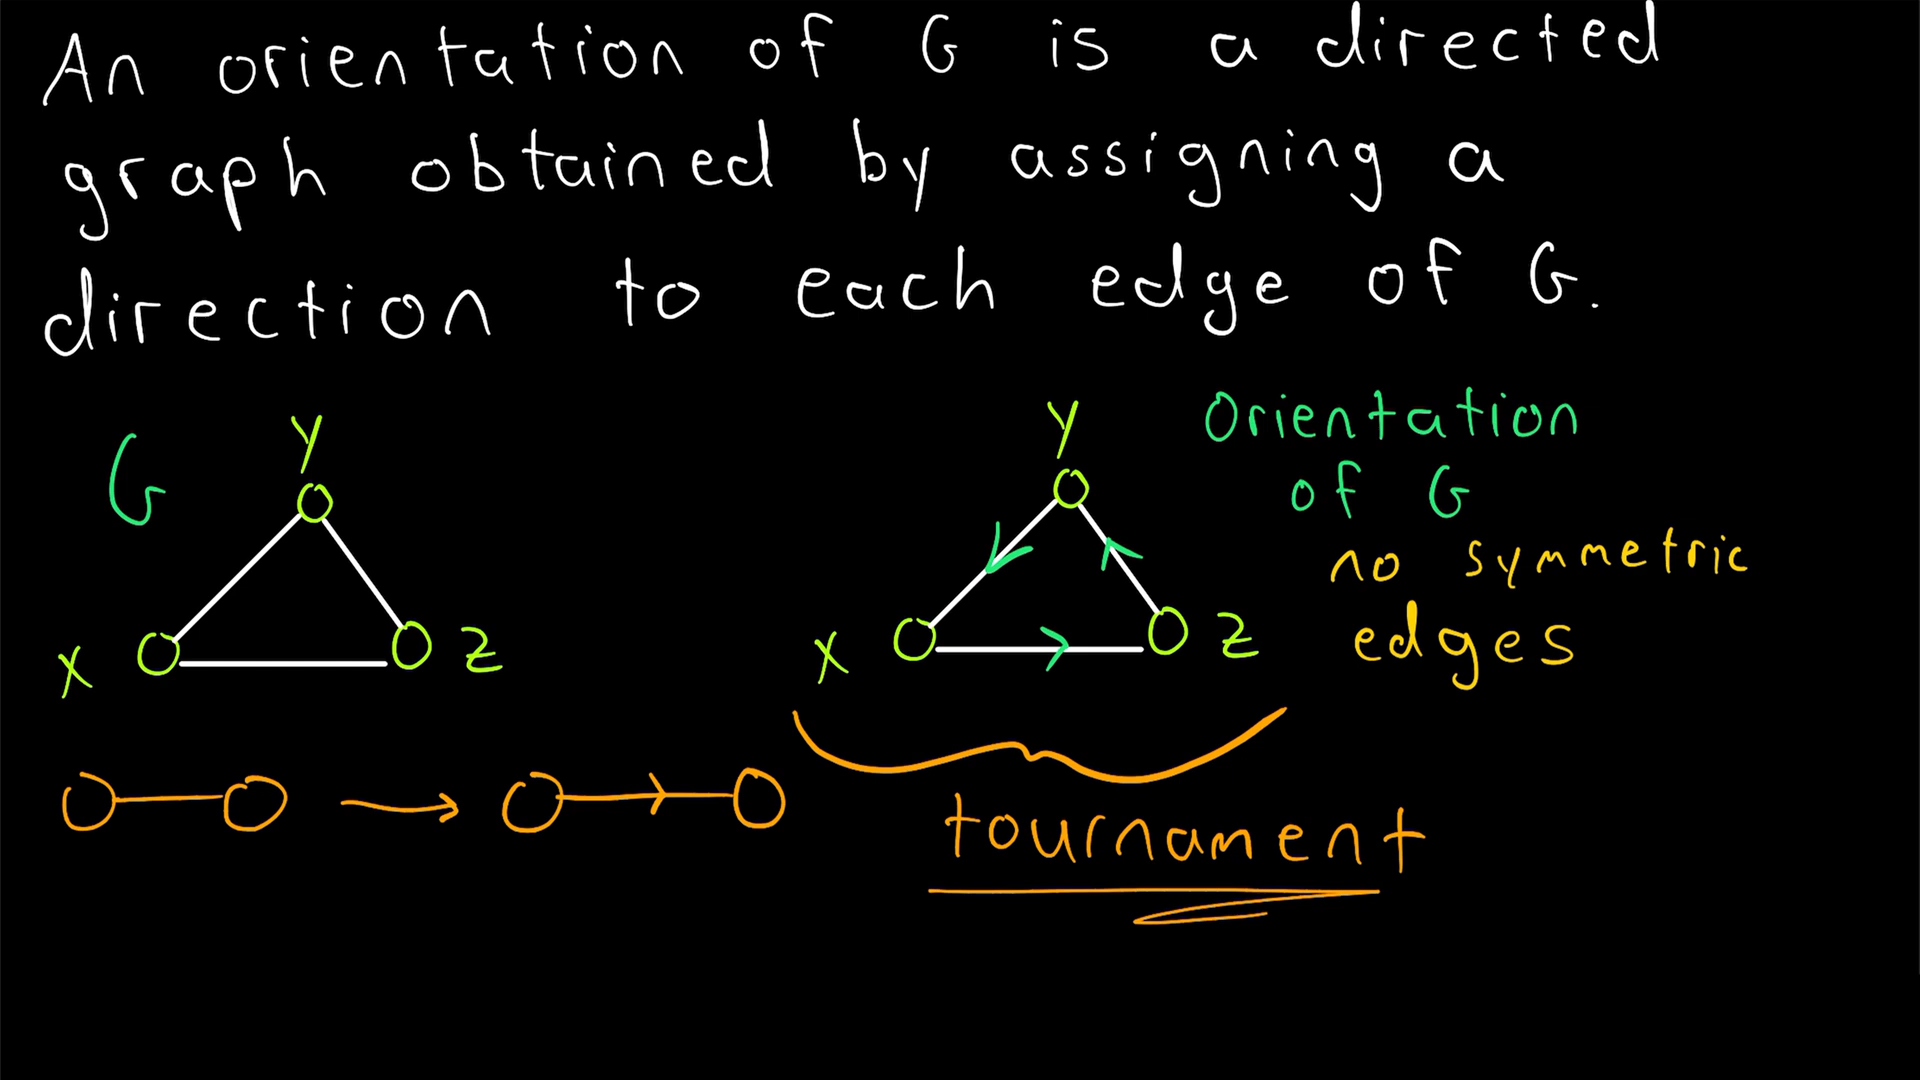 An orientation of G is a directed
graph obtained by assigning a
direction to each edge of G.
G
y
x
z
y
x
z
Orientation
of G
no symmetric
edges
tournament